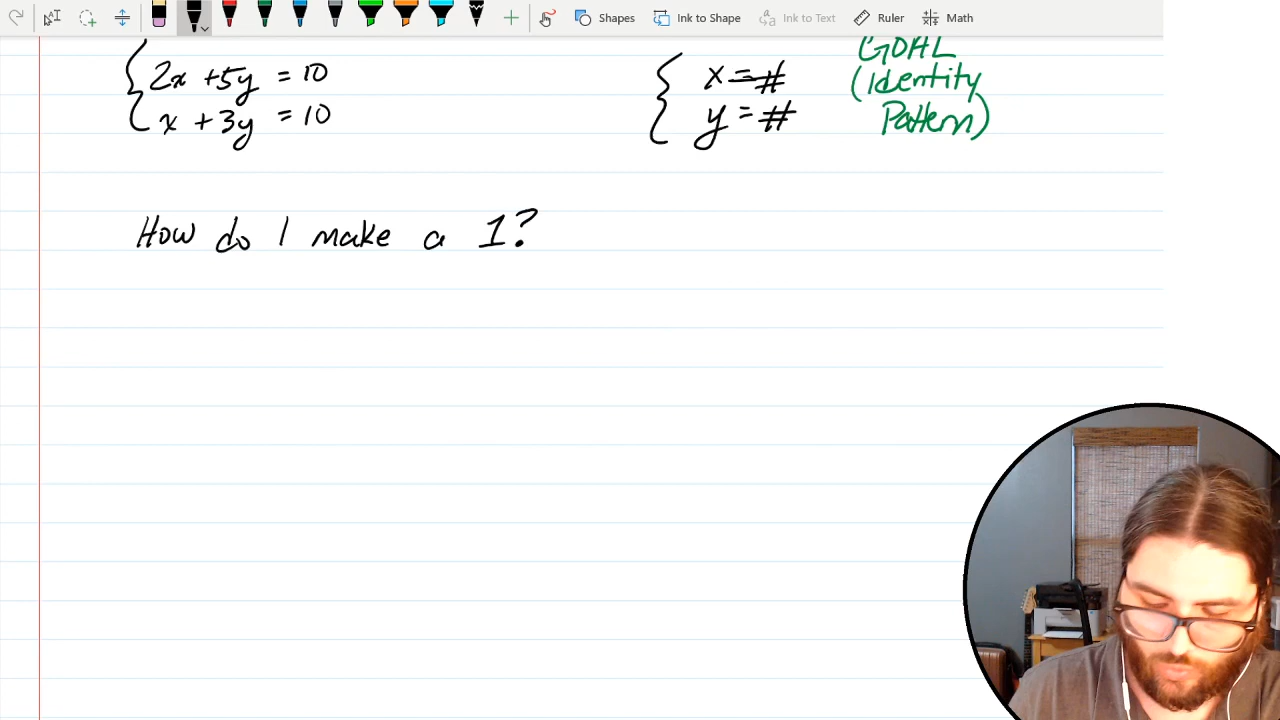 Shapes Ink to Shape Ink to Text Ruler Math
2x + 5y = 10
x + 3y = 10
x = #
y = #
GOAL
(Identity
Pattern)
How do I make a 1?